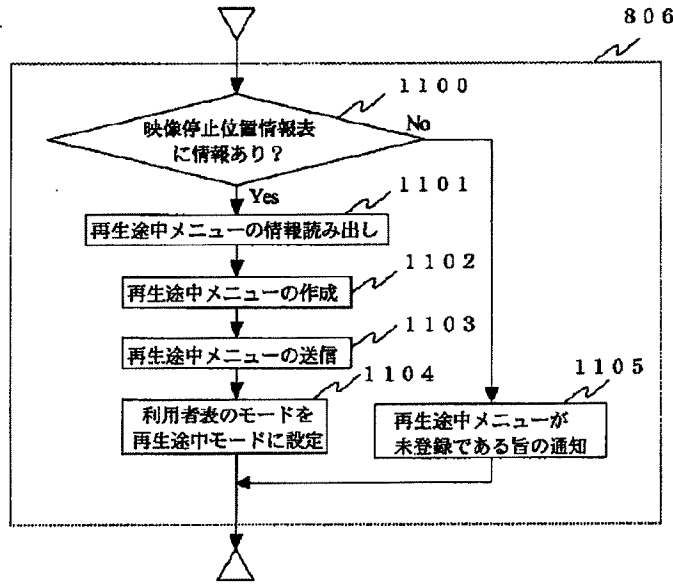 ８０６
１１００
映像停止位置情報表
に情報あり？
No
Yes
１１０１
再生途中メニューの情報読み出し
１１０２
再生途中メニューの作成
１１０３
再生途中メニューの送信
１１０４
利用者表のモードを
再生途中モードに設定
１１０５
再生途中メニューが
未登録である旨の通知